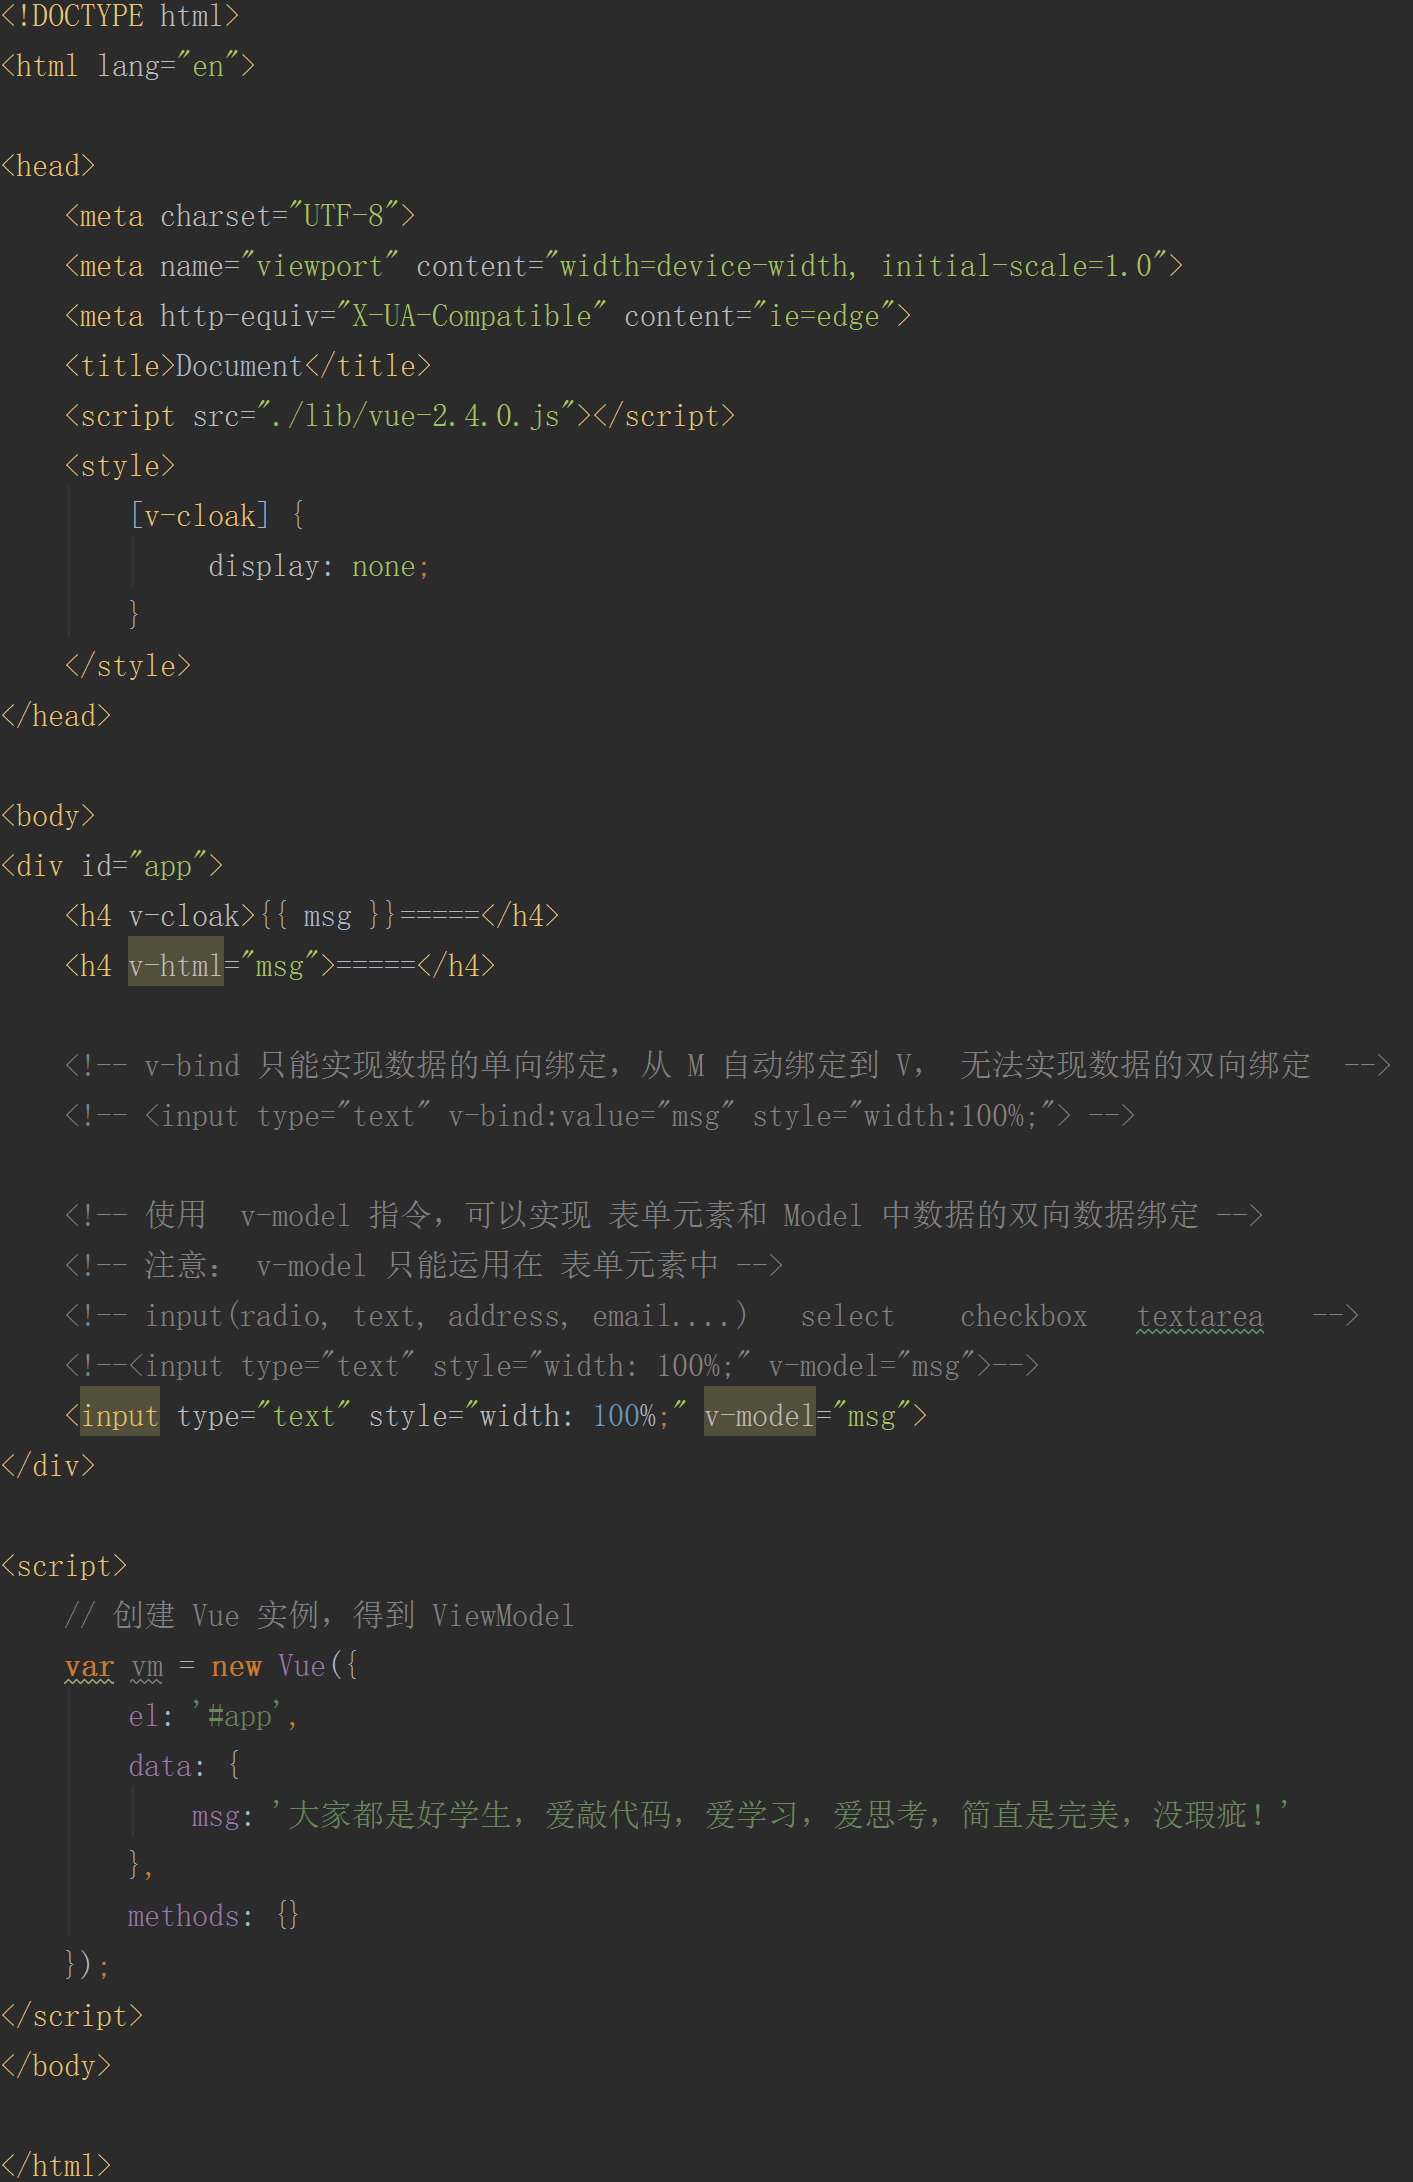 <!DOCTYPE html>
<html lang="en">
<head>
    <meta charset="UTF-8">
    <meta name="viewport" content="width=device-width, initial-scale=1.0">
    <meta http-equiv="X-UA-Compatible" content="ie=edge">
    <title>Document</title>
    <script src="./lib/vue-2.4.0.js"></script>
    <style>
        [v-cloak] {
             display: none;
        }
    </style>
</head>
<body>
<div id="app">
    <h4 v-cloak>{{ msg }}=====</h4>
    <h4 v-html="msg">=====</h4>
    <!-- v-bind 只能实现数据的单向绑定，从 M 自动绑定到 V， 无法实现数据的双向绑定  -->
    <!-- <input type="text" v-bind:value="msg" style="width:100%;"> -->
    <!-- 使用  v-model 指令，可以实现 表单元素和 Model 中数据的双向数据绑定 -->
    <!-- 注意： v-model 只能运用在 表单元素中 -->
    <!-- input(radio, text, address, email....)   select    checkbox   textarea   -->
    <!--<input type="text" style="width: 100%;" v-model="msg">-->
    <input type="text" style="width: 100%;" v-model="msg">
</div>
<script>
    // 创建 Vue 实例，得到 ViewModel
    var vm = new Vue({
        el: '#app',
        data: {
            msg: '大家都是好学生，爱敲代码，爱学习，爱思考，简直是完美，没瑕疵！'
        },
        methods: {}
    });
</script>
</body>
</html>